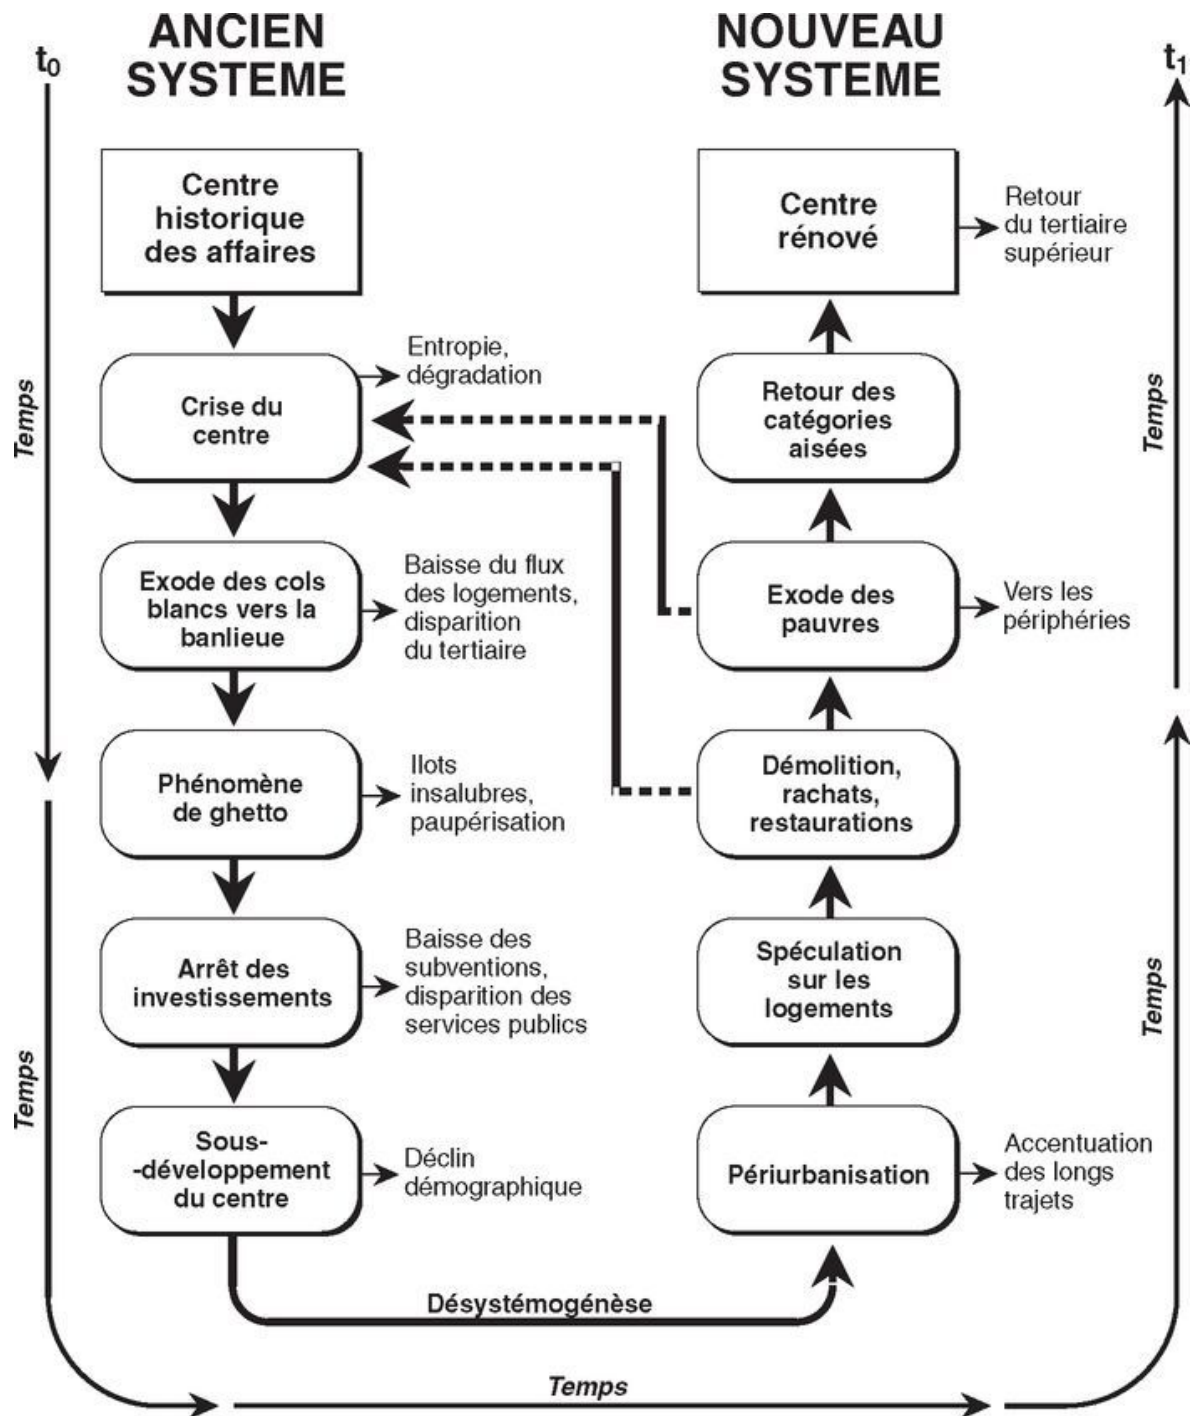 ANCIEN
SYSTEME
NOUVEAU
SYSTEME
t0
t1
Centre
historique
des affaires
Centre
rénové
Retour
du tertiaire
supérieur
Temps
Crise du
centre
Entropie,
dégradation
Retour des
catégories
aisées
Temps
Exode des cols
blancs vers la
banlieue
Baisse du flux
des logements,
disparition
du tertiaire
Exode des
pauvres
Vers les
périphéries
Phénomène
de ghetto
Ilots
insalubres,
paupérisation
Démolition,
rachats,
restaurations
Arrêt des
investissements
Baisse des
subventions,
disparition des
services publics
Spéculation
sur les
logements
Temps
Temps
Sous-
-développement
du centre
Déclin
démographique
Périurbanisation
Accentuation
des longs
trajets
Désystémogénèse
Temps